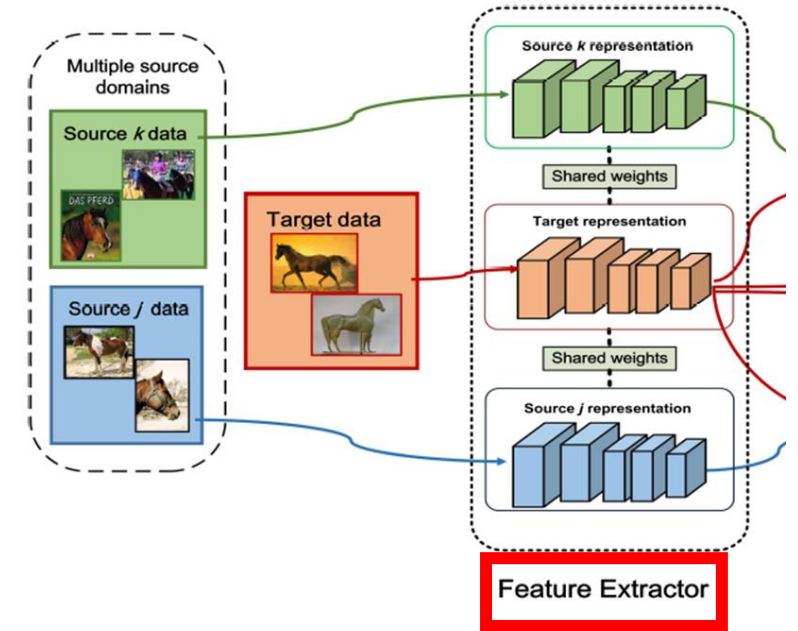 Multiple source
domains
Source k data
DAS PFERD
Source j data
Target data
Source k representation
Shared weights
Target representation
Shared weights
Source j representation
Feature Extractor